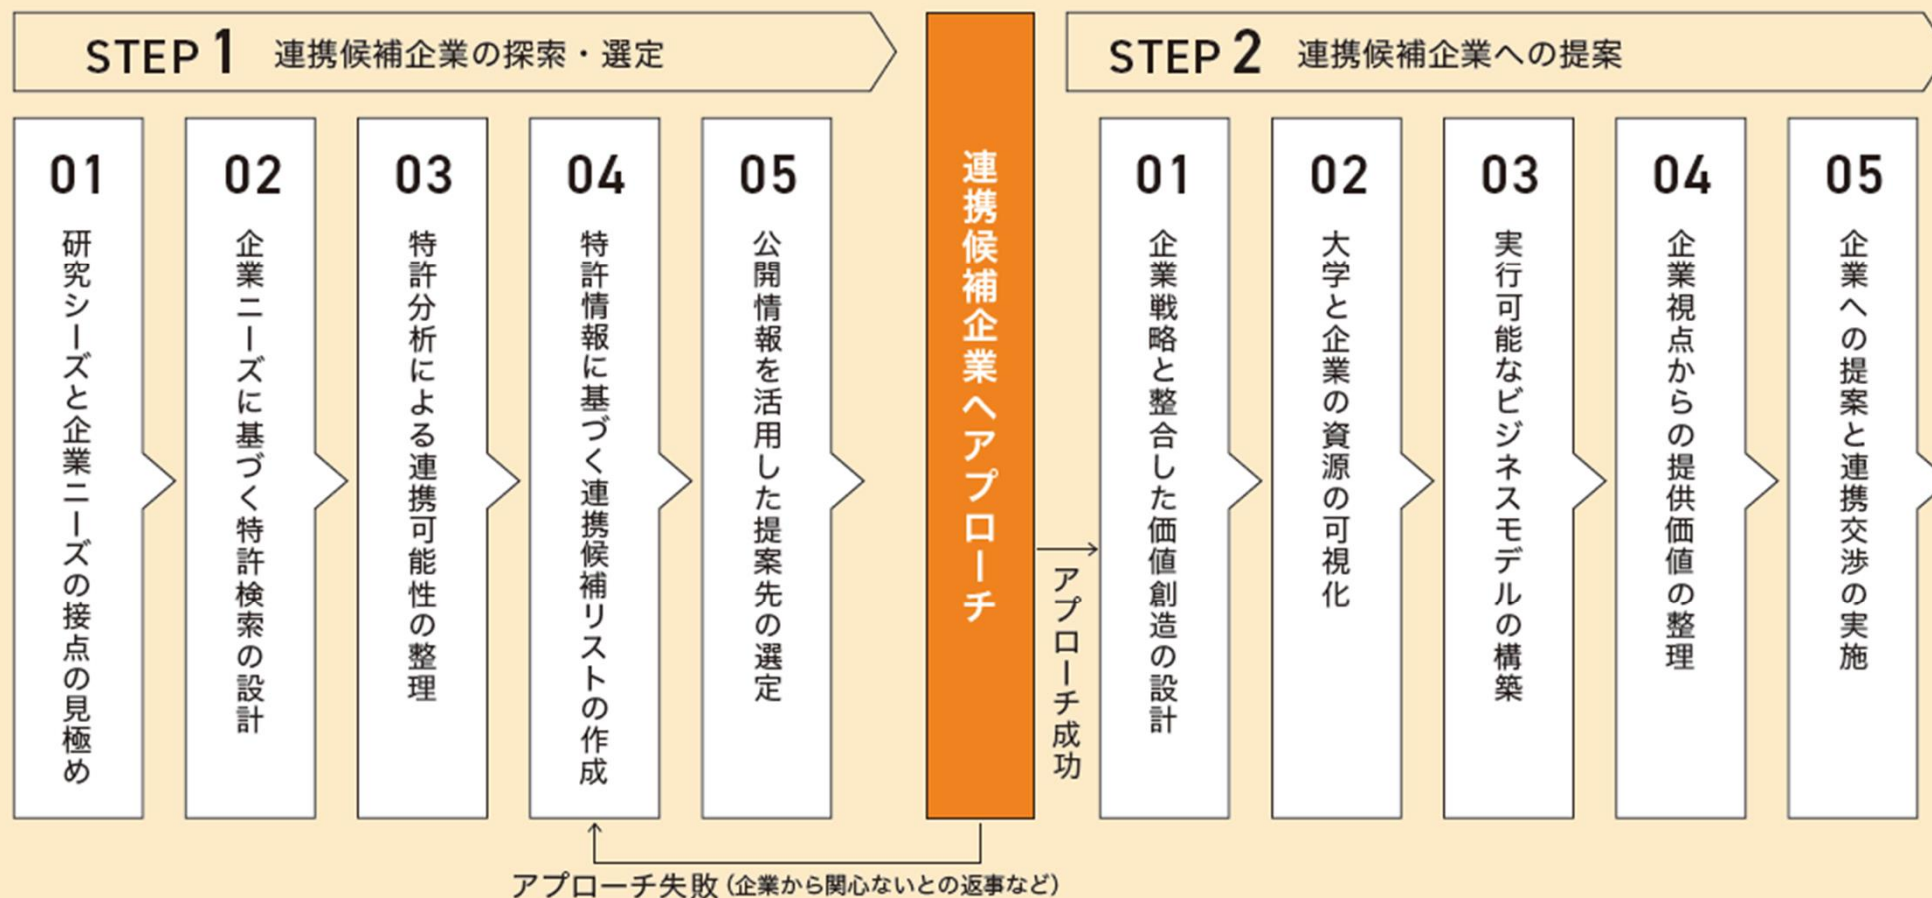 STEP 1 連携候補企業の探索・選定
01
研究シーズと企業ニーズの接点の見極め
02
企業ニーズに基づく特許検索の設計
03
特許分析による連携可能性の整理
04
特許情報に基づく連携候補リストの作成
05
公開情報を活用した提案先の選定
連携候補企業へアプローチ
アプローチ成功
アプローチ失敗（企業から関心ないとの返事など）
STEP 2 連携候補企業への提案
01
企業戦略と整合した価値創造の設計
02
大学と企業の資源の可視化
03
実行可能なビジネスモデルの構築
04
企業視点からの提供価値の整理
05
企業への提案と連携交渉の実施